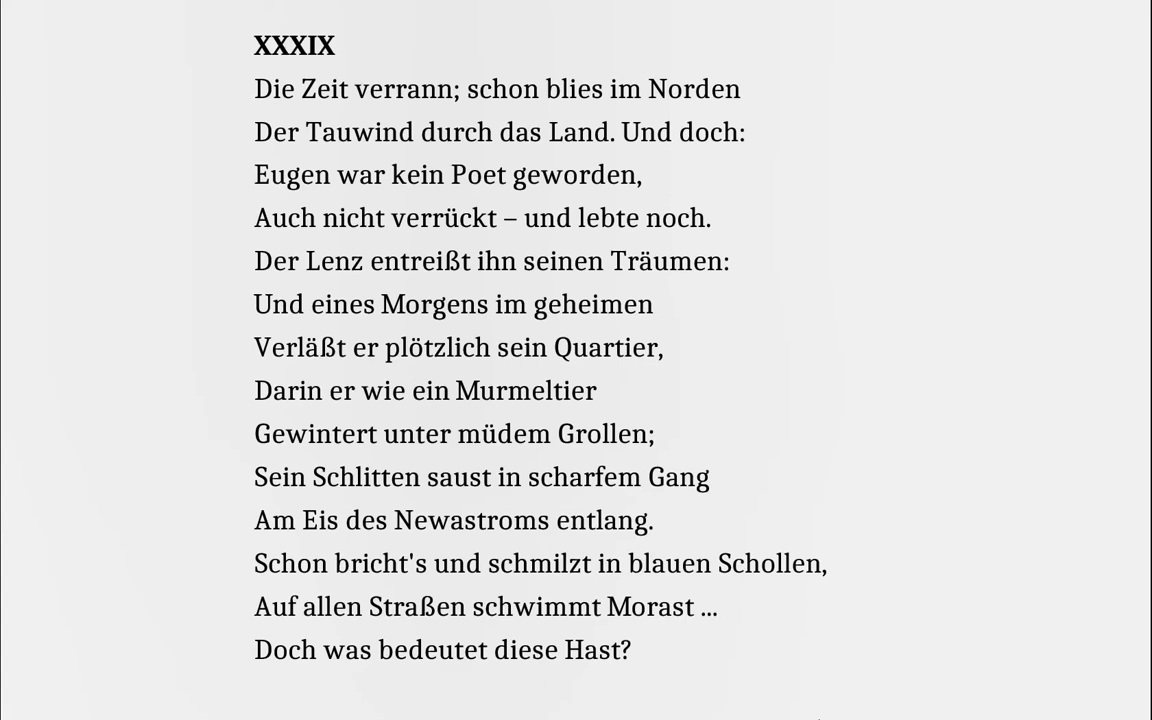 XXXIX
Die Zeit verrann; schon blies im Norden
Der Tauwind durch das Land. Und doch:
Eugen war kein Poet geworden,
Auch nicht verrückt – und lebte noch.
Der Lenz entreißt ihn seinen Träumen:
Und eines Morgens im geheimen
Verläßt er plötzlich sein Quartier,
Darin er wie ein Murmeltier
Gewintert unter müdem Grollen;
Sein Schlitten saust in scharfem Gang
Am Eis des Newastroms entlang.
Schon bricht's und schmilzt in blauen Schollen,
Auf allen Straßen schwimmt Morast ...
Doch was bedeutet diese Hast?